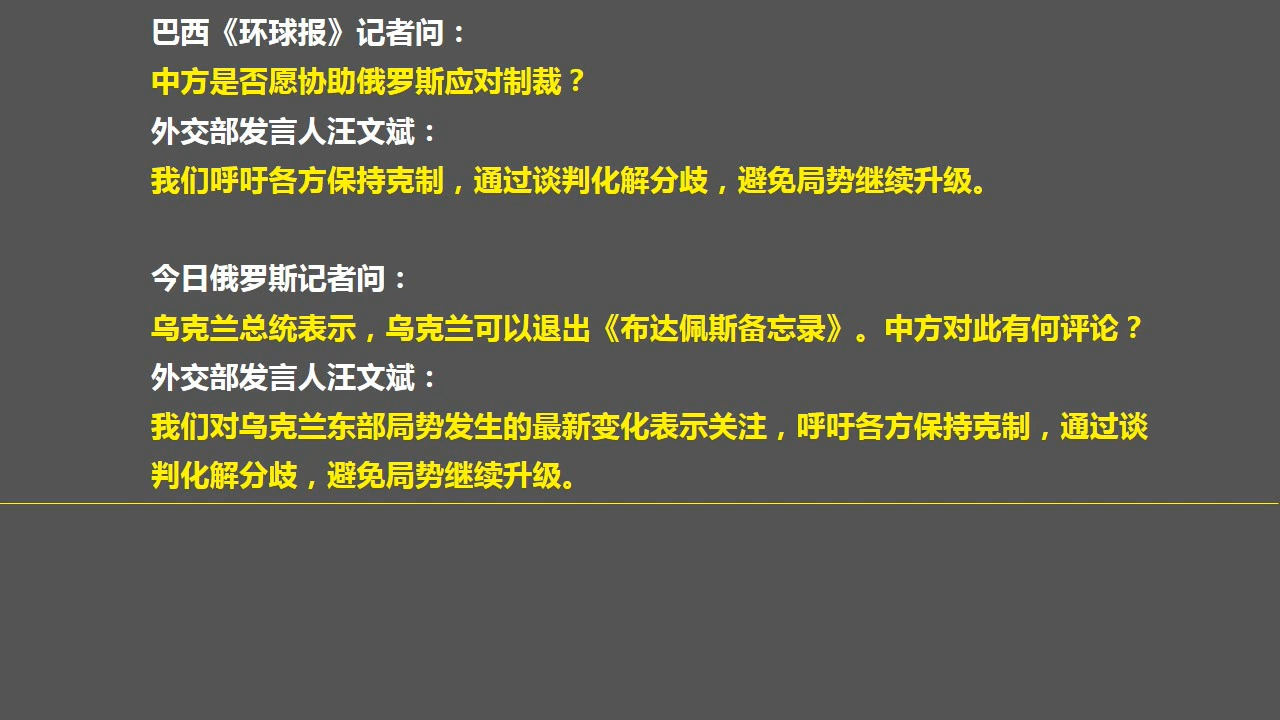 巴西《环球报》记者问：
中方是否愿协助俄罗斯应对制裁？
外交部发言人汪文斌：
我们呼吁各方保持克制，通过谈判化解分歧，避免局势继续升级。
今日俄罗斯记者问：
乌克兰总统表示，乌克兰可以退出《布达佩斯备忘录》。中方对此有何评论？
外交部发言人汪文斌：
我们对乌克兰东部局势发生的最新变化表示关注，呼吁各方保持克制，通过谈
判化解分歧，避免局势继续升级。